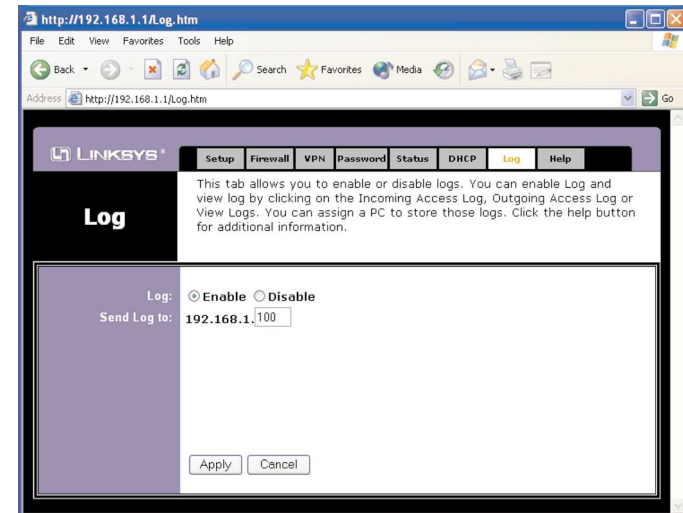 http://192.168.1.1/Log.htm
File Edit View Favorites Tools Help
Back Search Favorites Media
Address http://192.168.1.1/Log.htm Go
LINKSYS®
Setup Firewall VPN Password Status DHCP Log Help
Log
This tab allows you to enable or disable logs. You can enable Log and
view log by clicking on the Incoming Access Log, Outgoing Access Log or
View Logs. You can assign a PC to store those logs. Click the help button
for additional information.
Log: Enable Disable
Send Log to: 192.168.1.100
Apply Cancel